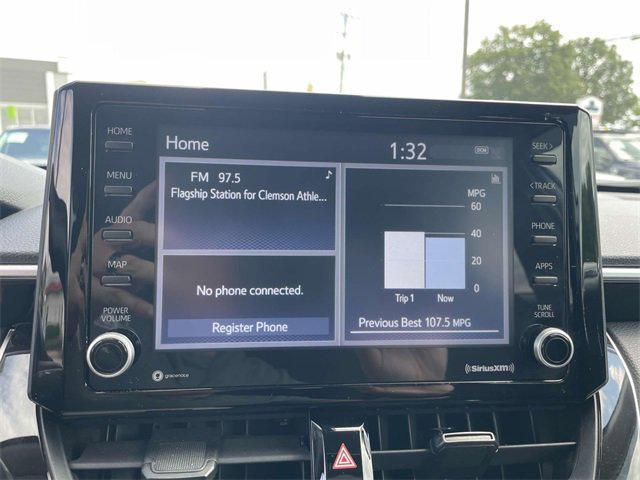 HOME
MENU
AUDIO
MAP
POWER
VOLUME
Home
1:32
DCM
FM 97.5
Flagship Station for Clemson Athle...
No phone connected.
Register Phone
MPG
60
40
20
0
Trip 1 Now
Previous Best 107.5 MPG
SEEK>
<TRACK
PHONE
APPS
TUNE
SCROLL
gracenote
SiriusXM